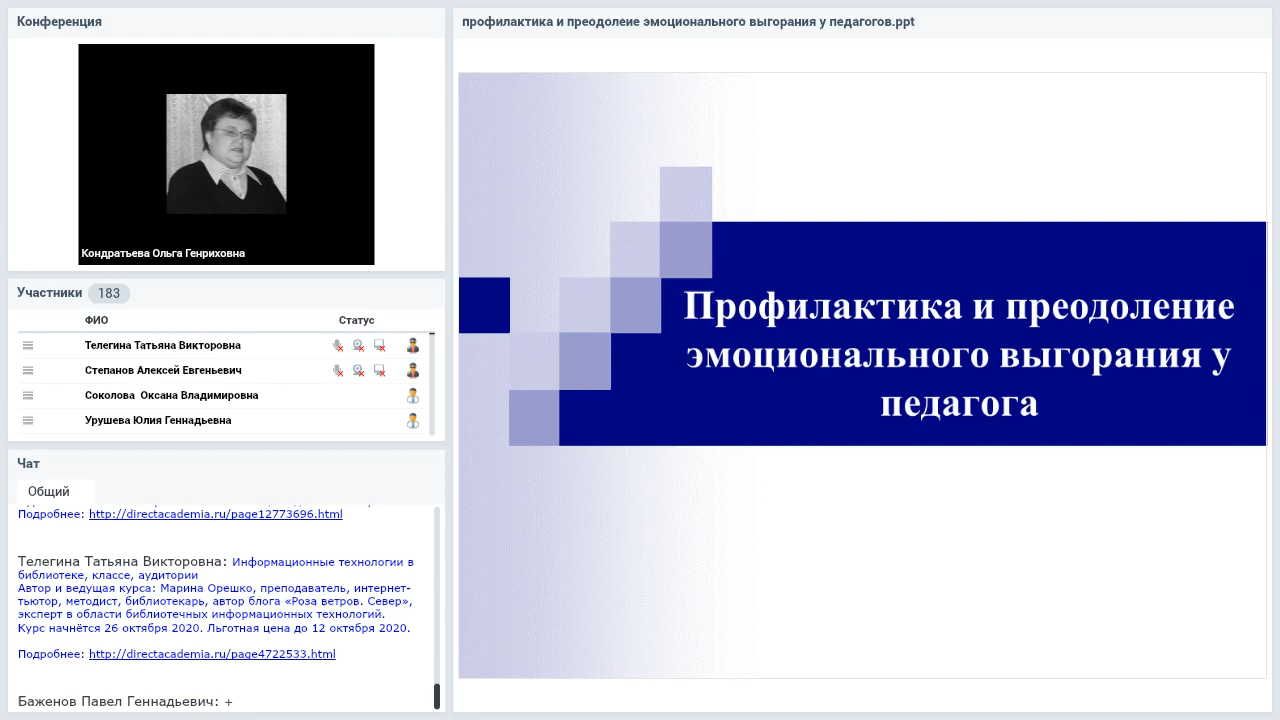 Конференция
Кондратьева Ольга Генриховна
Участники 183
ФИО Статус
Телегина Татьяна Викторовна
Степанов Алексей Евгеньевич
Соколова Оксана Владимировна
Урушева Юлия Геннадьевна
Чат
Общий
Подробнее: http://directacademia.ru/page12773696.html
Телегина Татьяна Викторовна: Информационные технологии в
библиотеке, классе, аудитории
Автор и ведущая курса: Марина Орешко, преподаватель, интернет-
тьютор, методист, библиотекарь, автор блога «Роза ветров. Север»,
эксперт в области библиотечных информационных технологий.
Курс начнётся 26 октября 2020. Льготная цена до 12 октября 2020.
Подробнее: http://directacademia.ru/page4722533.html
Баженов Павел Геннадьевич: +
профилактика и преодолеие эмоционального выгорания у педагогов.ppt
Профилактика и преодоление
эмоционального выгорания у
педагога